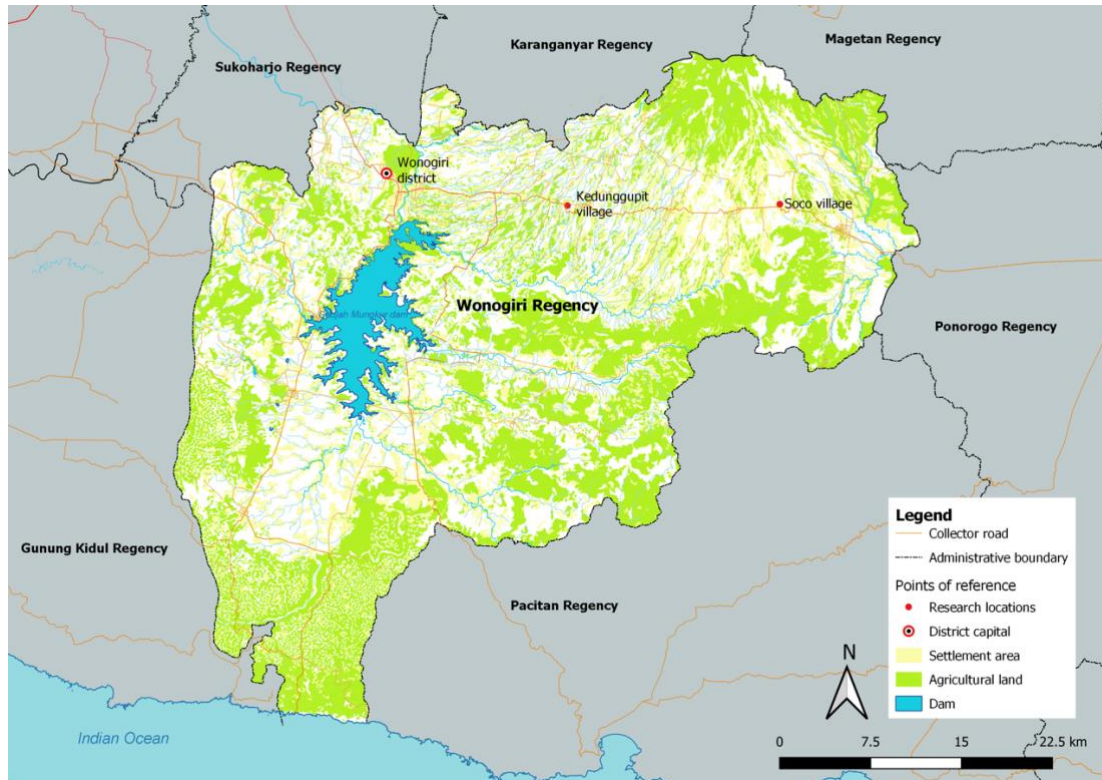 Karanganyar Regency
Magetan Regency
Sukoharjo Regency
Wonogiri
district
Kedunggupit
village
Soco village
Wonogiri Regency
Mungkur dam
Ponorogo Regency
Gunung Kidul Regency
Pacitan Regency
Indian Ocean
Legend
Collector road
Administrative boundary
Points of reference
Research locations
District capital
Settlement area
Agricultural land
Dam
N
0 7.5 15 22.5 km